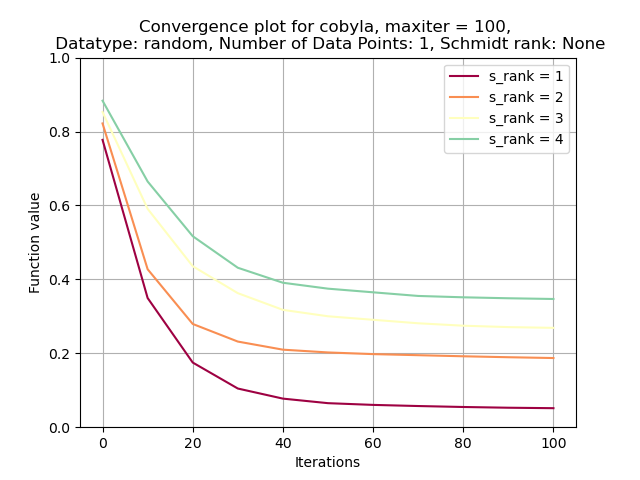 Convergence plot for cobyla, maxiter = 100,
Datatype: random, Number of Data Points: 1, Schmidt rank: None
1.0
0.8
0.6
0.4
0.2
0.0
Function value
s_rank = 1
s_rank = 2
s_rank = 3
s_rank = 4
0 20 40 60 80 100
Iterations